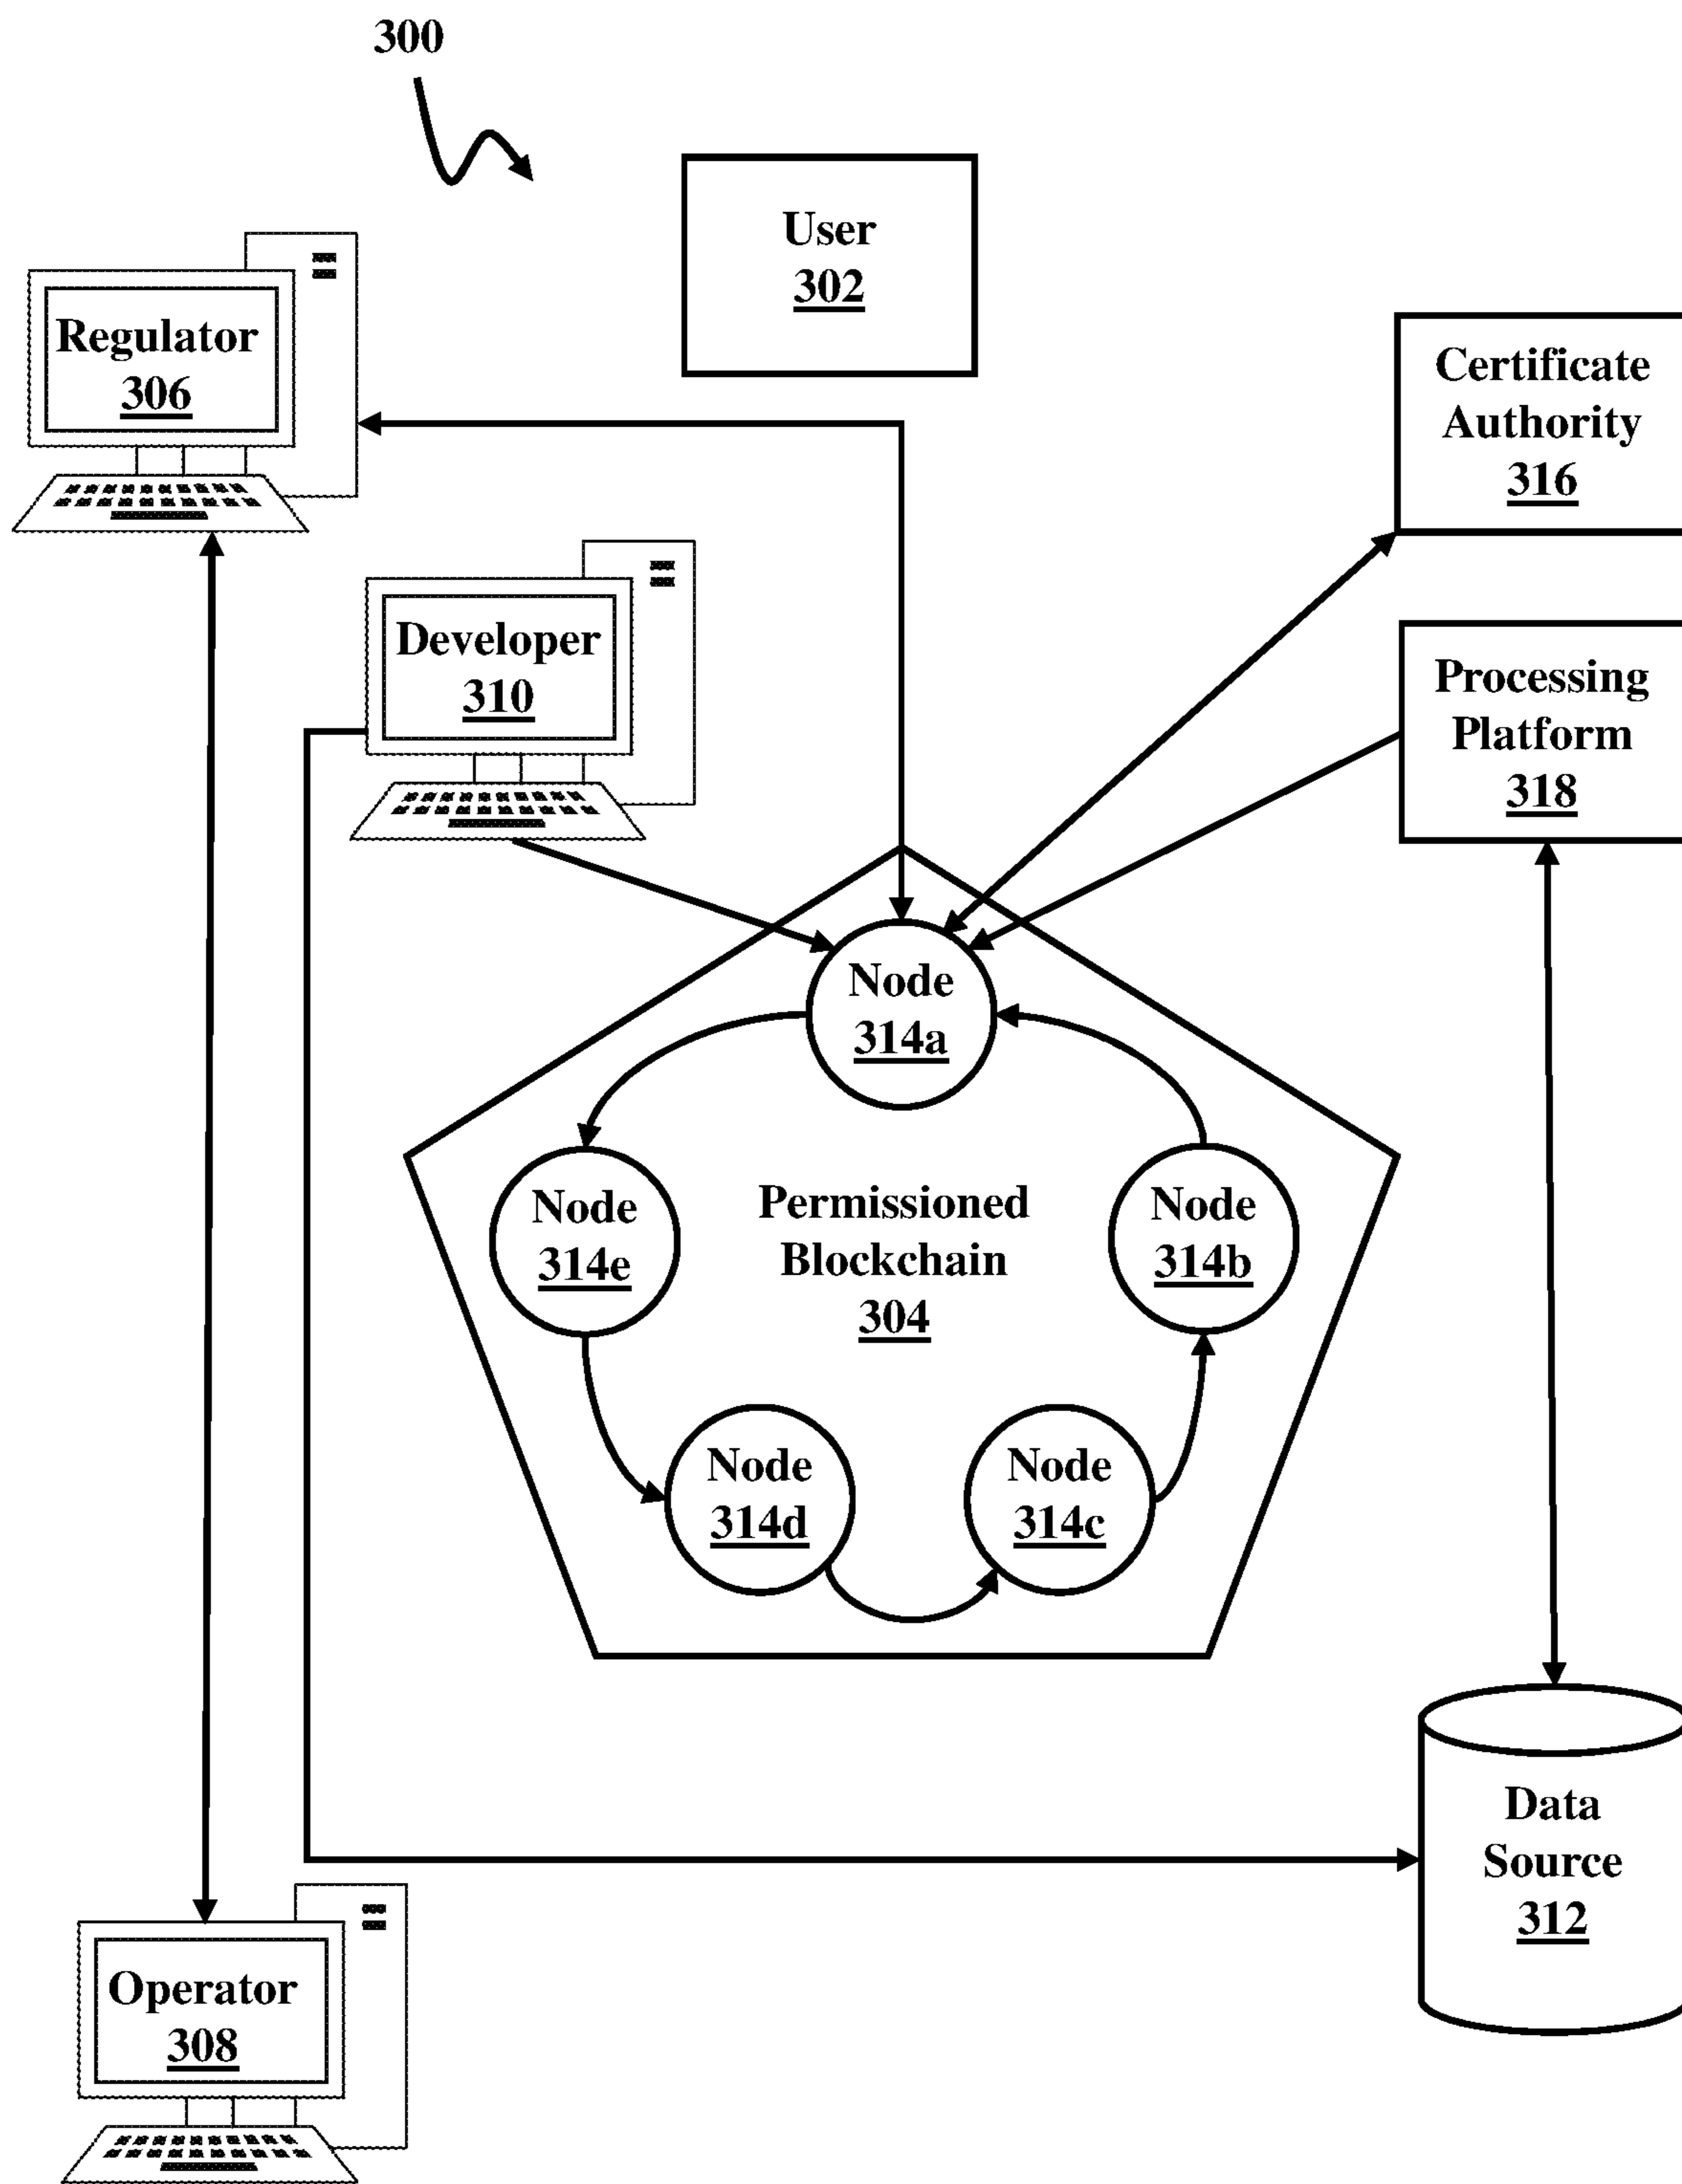 300
User
302
Regulator
306
Certificate
Authority
316
Developer
310
Processing
Platform
318
Node
314a
Node
314e
Permissioned
Blockchain
304
Node
314b
Node
314d
Node
314c
Data
Source
312
Operator
308